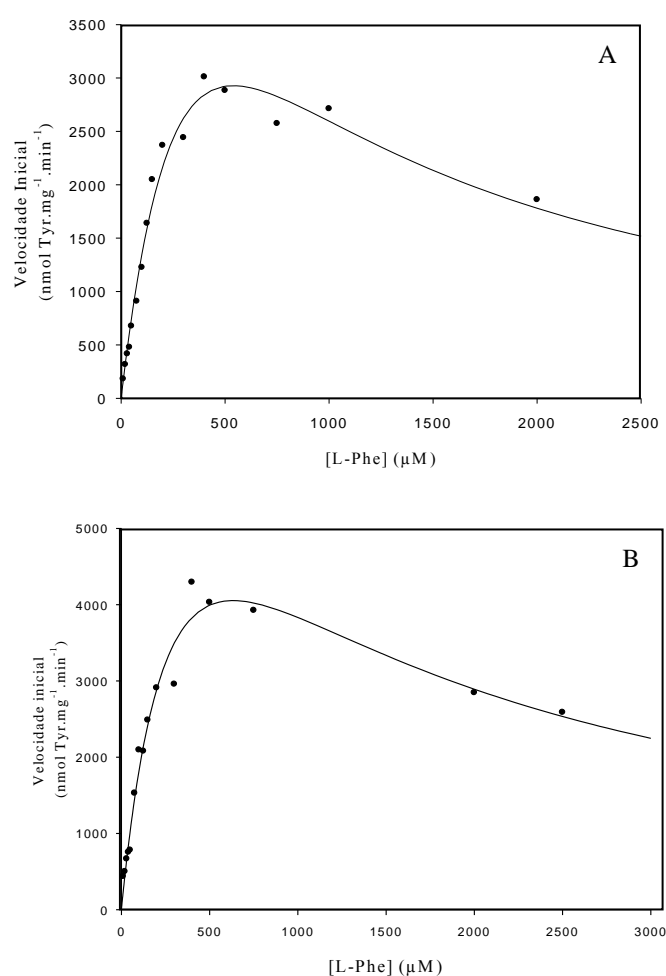 A
Velocidade Inicial
(nmol Tyr.mg⁻¹.min⁻¹)
3500
3000
2500
2000
1500
1000
500
0
0 500 1000 1500 2000 2500
[L-Phe] (µM)
B
Velocidade inicial
(nmol Tyr.mg⁻¹.min⁻¹)
5000
4000
3000
2000
1000
0
0 500 1000 1500 2000 2500 3000
[L-Phe] (µM)